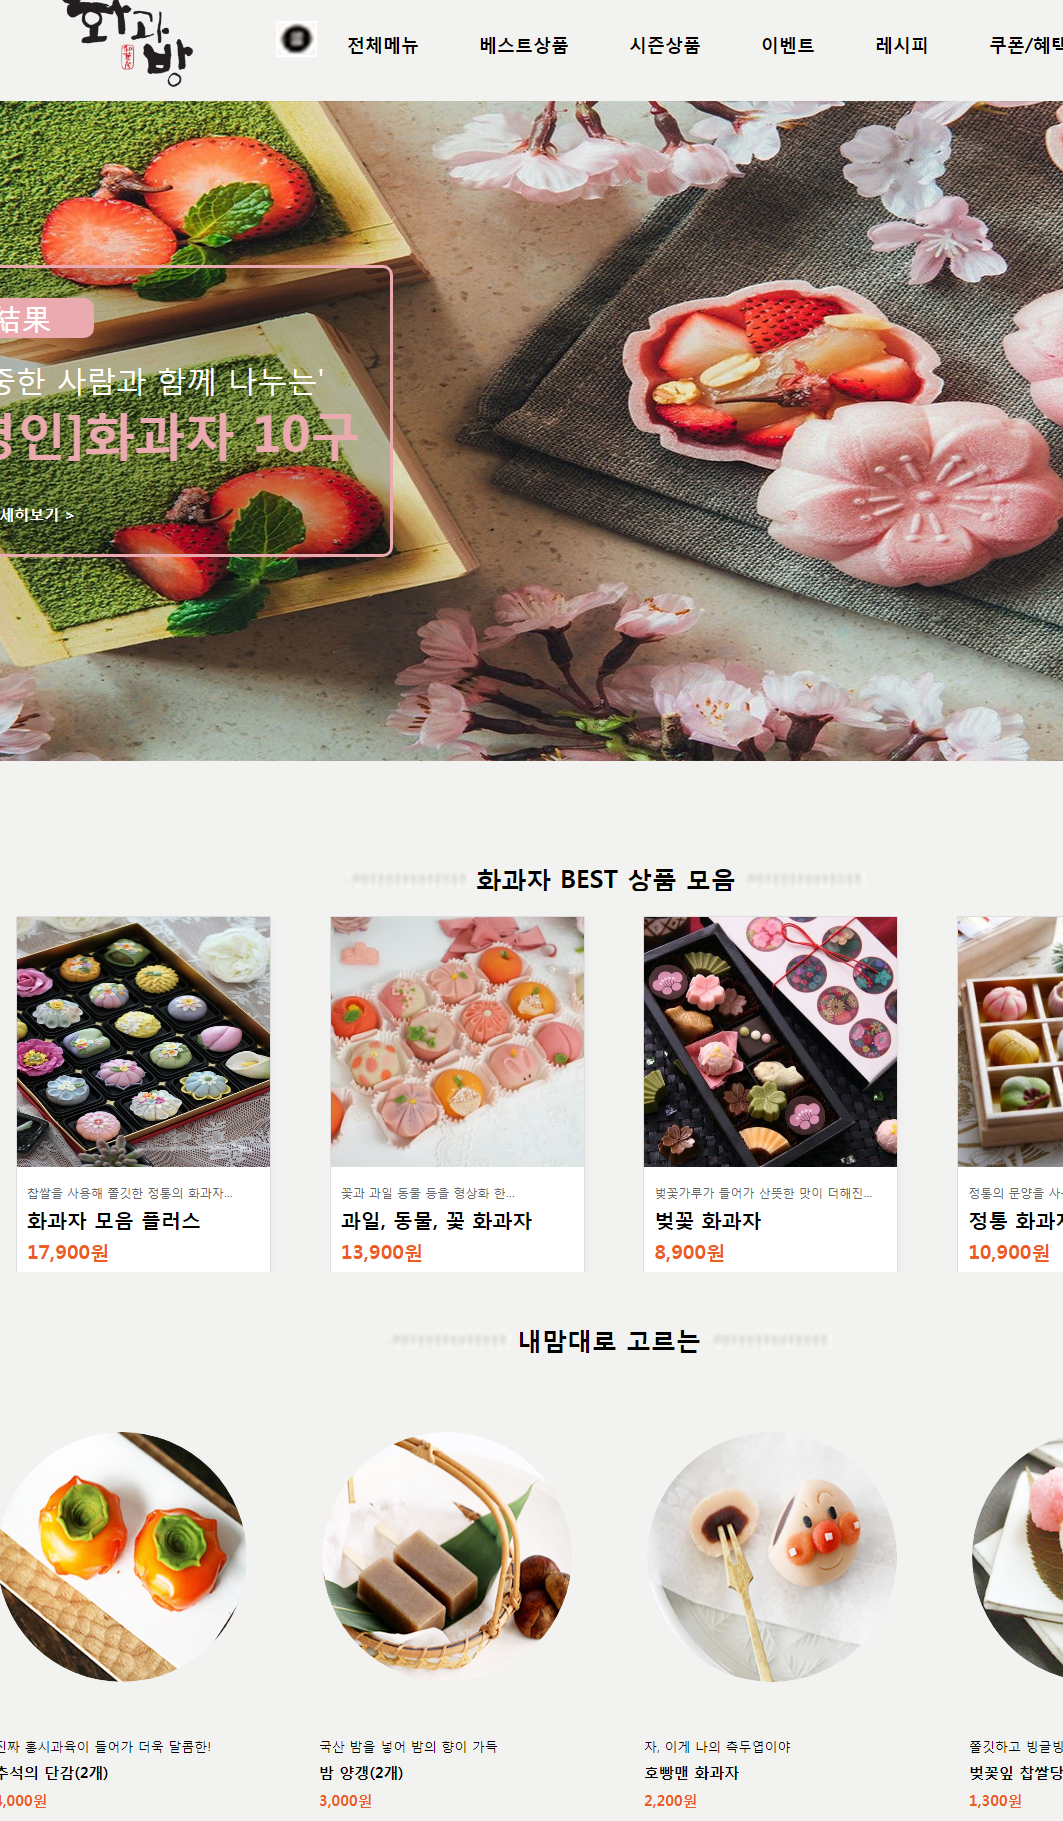 화과방
전체메뉴 베스트상품 시즌상품 이벤트 레시피 쿠폰/혜택
結果
중한 사람과 함께 나누는'
명인]화과자 10구
세히보기 >
화과자 BEST 상품 모음
찹쌀을 사용해 쫄깃한 정통의 화과자...
화과자 모음 플러스
17,900원
꽃과 과일 동물 등을 형상화 한...
과일, 동물, 꽃 화과자
13,900원
벚꽃가루가 들어가 산뜻한 맛이 더해진...
벚꽃 화과자
8,900원
정통의 문양을 사
정통 화과자
10,900원
내맘대로 고르는
진짜 홍시과육이 들어가 더욱 달콤한!
추석의 단감(2개)
4,000원
국산 밤을 넣어 밤의 향이 가득
밤 양갱(2개)
3,000원
자, 이게 나의 측두엽이야
호빵맨 화과자
2,200원
쫄깃하고 빙글빙
벚꽃잎 찹쌀당
1,300원